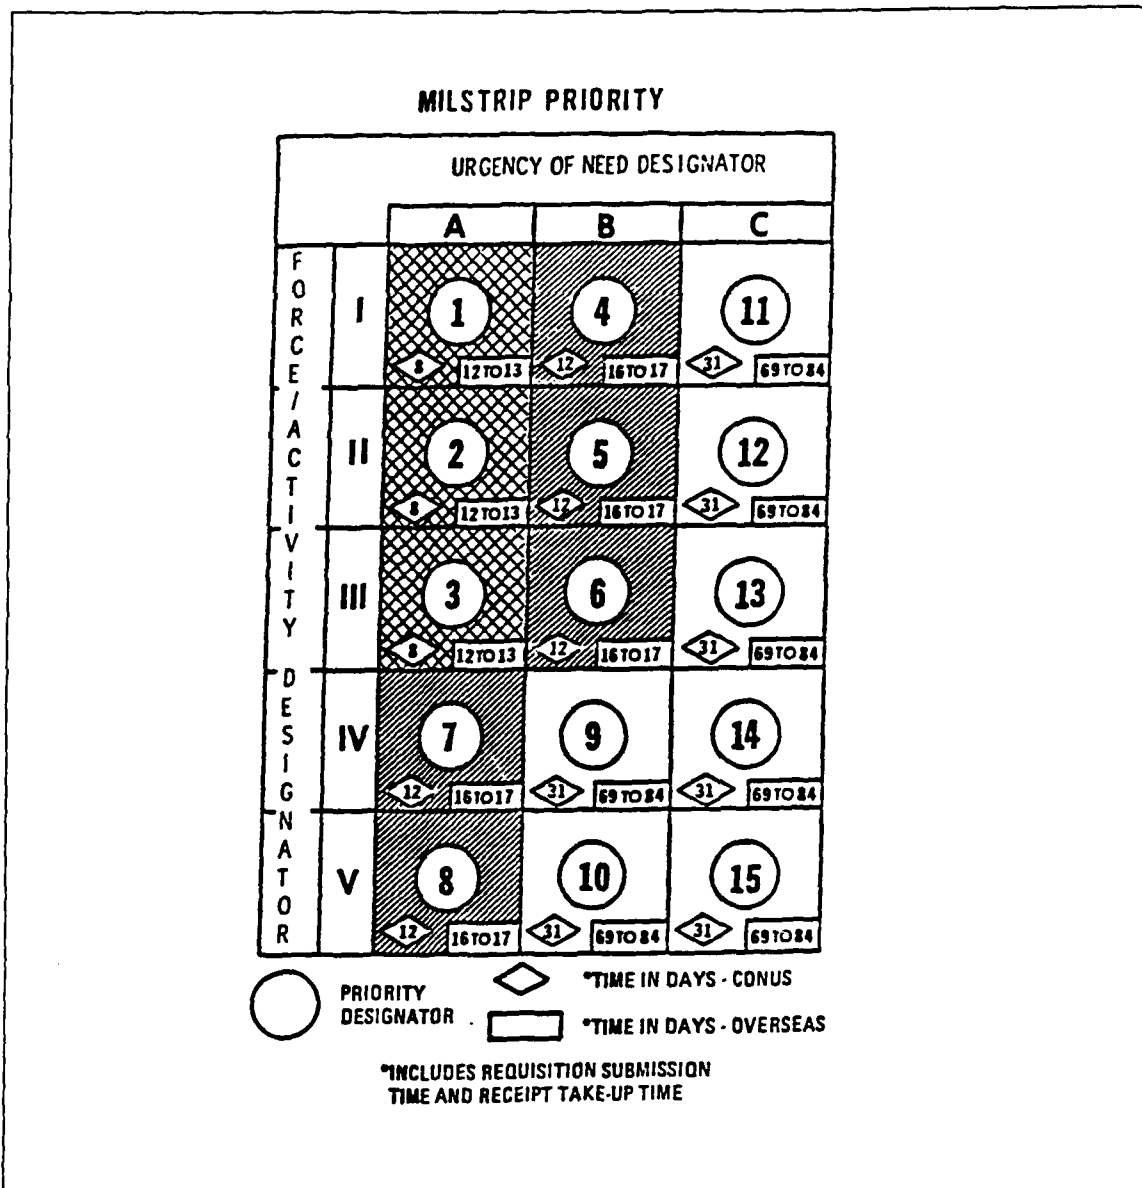 MILSTRIP PRIORITY
URGENCY OF NEED DESIGNATOR
A B C
FORCE/ACTIVITY DESIGNATOR
I 1 4 11
8 12 TO 13 12 16 TO 17 31 69 TO 84
II 2 5 12
8 12 TO 13 12 16 TO 17 31 69 TO 84
III 3 6 13
8 12 TO 13 12 16 TO 17 31 69 TO 84
IV 7 9 14
12 16 TO 17 31 69 TO 84 31 69 TO 84
V 8 10 15
12 16 TO 17 31 69 TO 84 31 69 TO 84
PRIORITY
DESIGNATOR
*TIME IN DAYS - CONUS
*TIME IN DAYS - OVERSEAS
*INCLUDES REQUISITION SUBMISSION
TIME AND RECEIPT TAKE-UP TIME